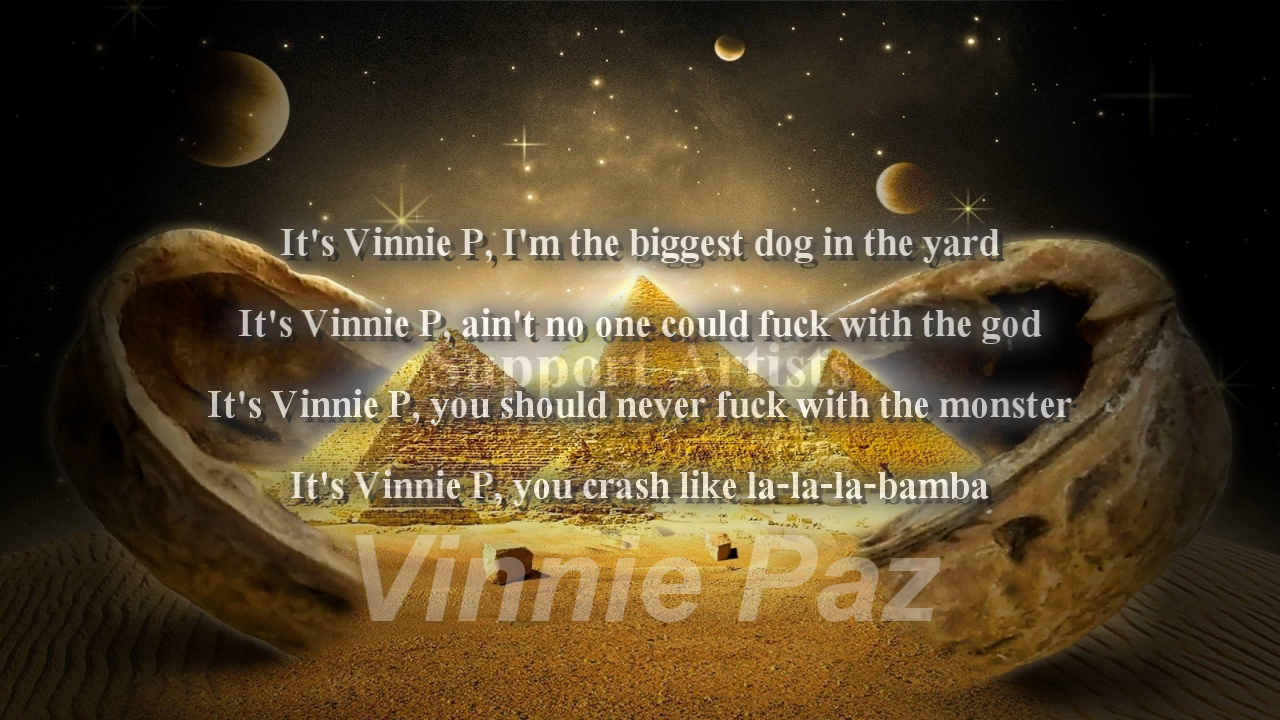 It's Vinnie P, I'm the biggest dog in the yard
It's Vinnie P, ain't no one could fuck with the god
Support Artists
It's Vinnie P, you should never fuck with the monster
It's Vinnie P, you crash like la-la-la-bamba
Vinnie Paz